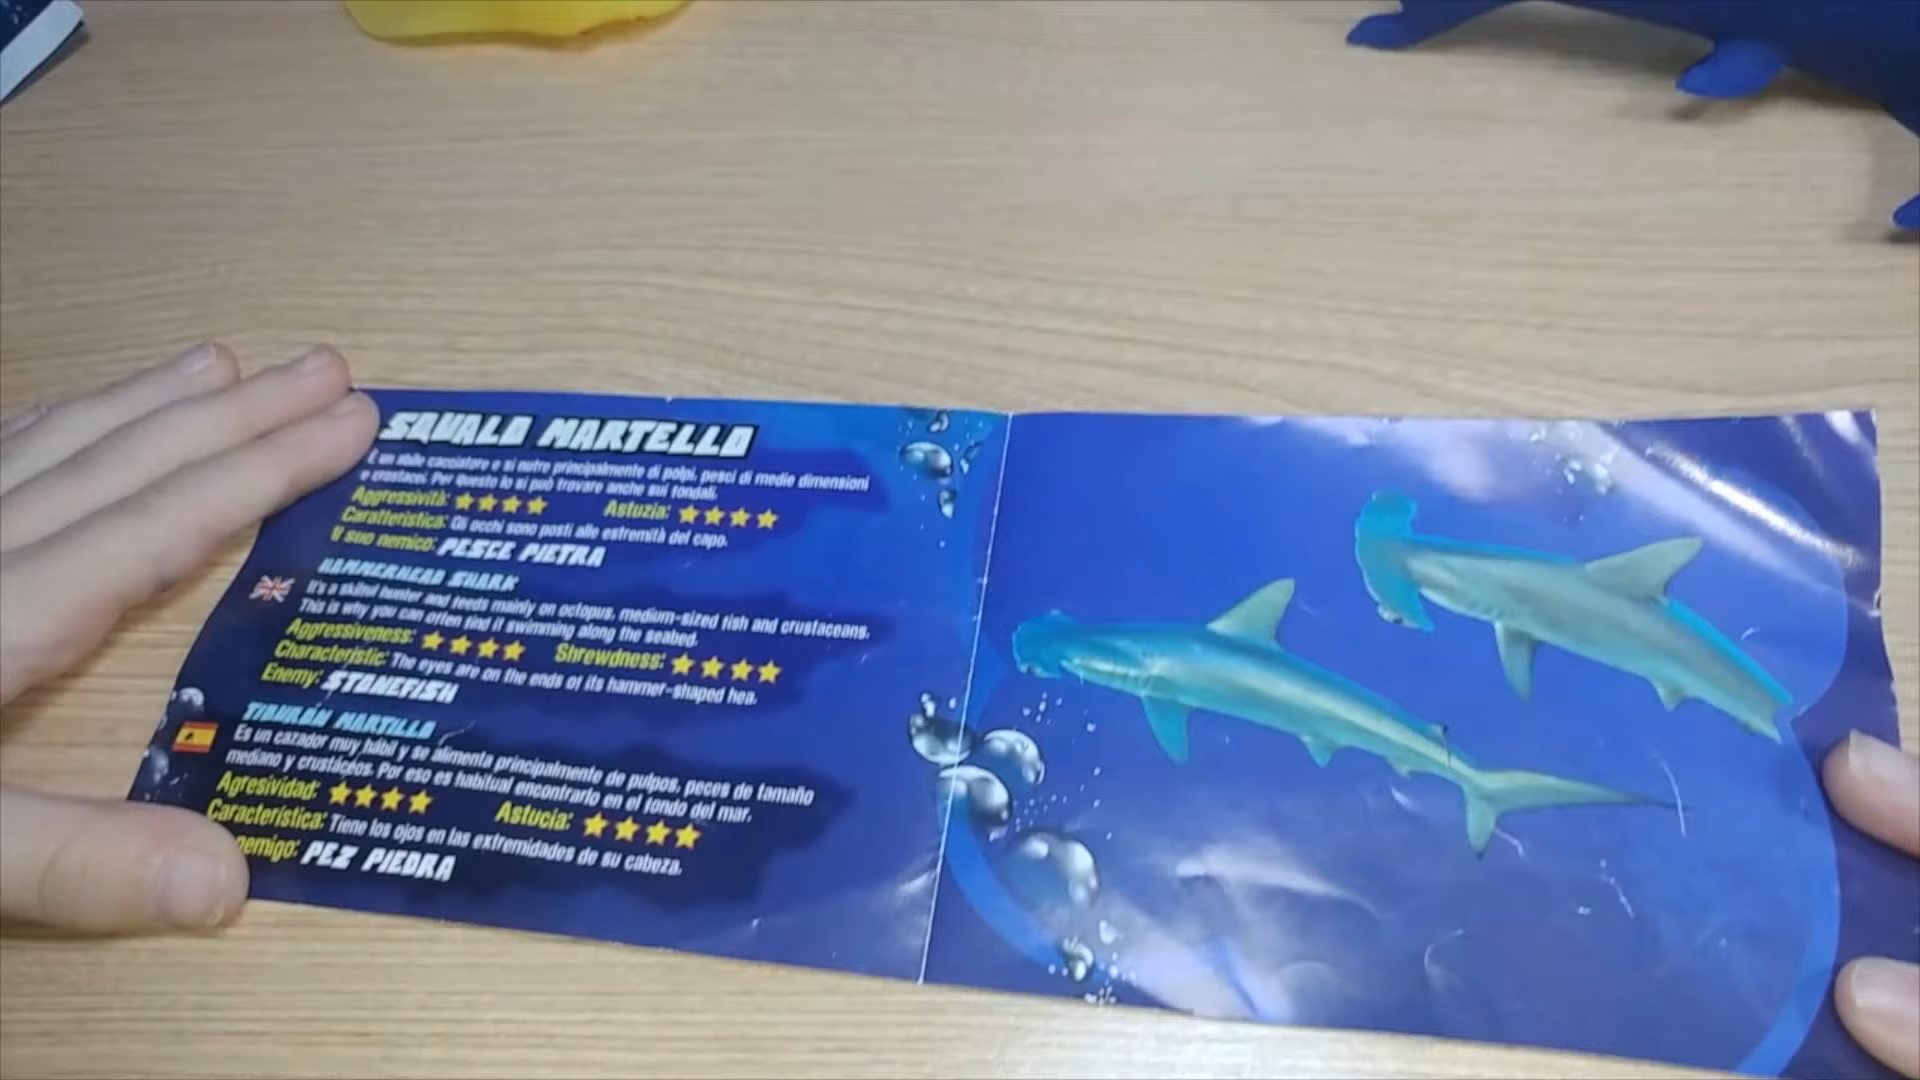 SQUALO MARTELLO
È un abile cacciatore e si nutre principalmente di polpi, pesci di medie dimensioni
e crostacei. Per questo lo si può trovare anche sui fondali.
Aggressività: Astuzia:
Caratteristica: Gli occhi sono posti alle estremità del capo.
Il suo nemico: PESCE PIETRA
HAMMERHEAD SHARK
It's a skilful hunter and feeds mainly on octopus, medium-sized fish and crustaceans.
This is why you can often find it swimming along the seabed.
Aggressiveness: Shrewdness:
Characteristic: The eyes are on the ends of its hammer-shaped hea.
Enemy: STONEFISH
TIBURÓN MARTILLO
Es un cazador muy hábil y se alimenta principalmente de pulpos, peces de tamaño
mediano y crustáceos. Por eso es habitual encontrarlo en el fondo del mar.
Agresividad: Astucia:
Característica: Tiene los ojos en las extremidades de su cabeza.
nemigo: PEZ PIEDRA